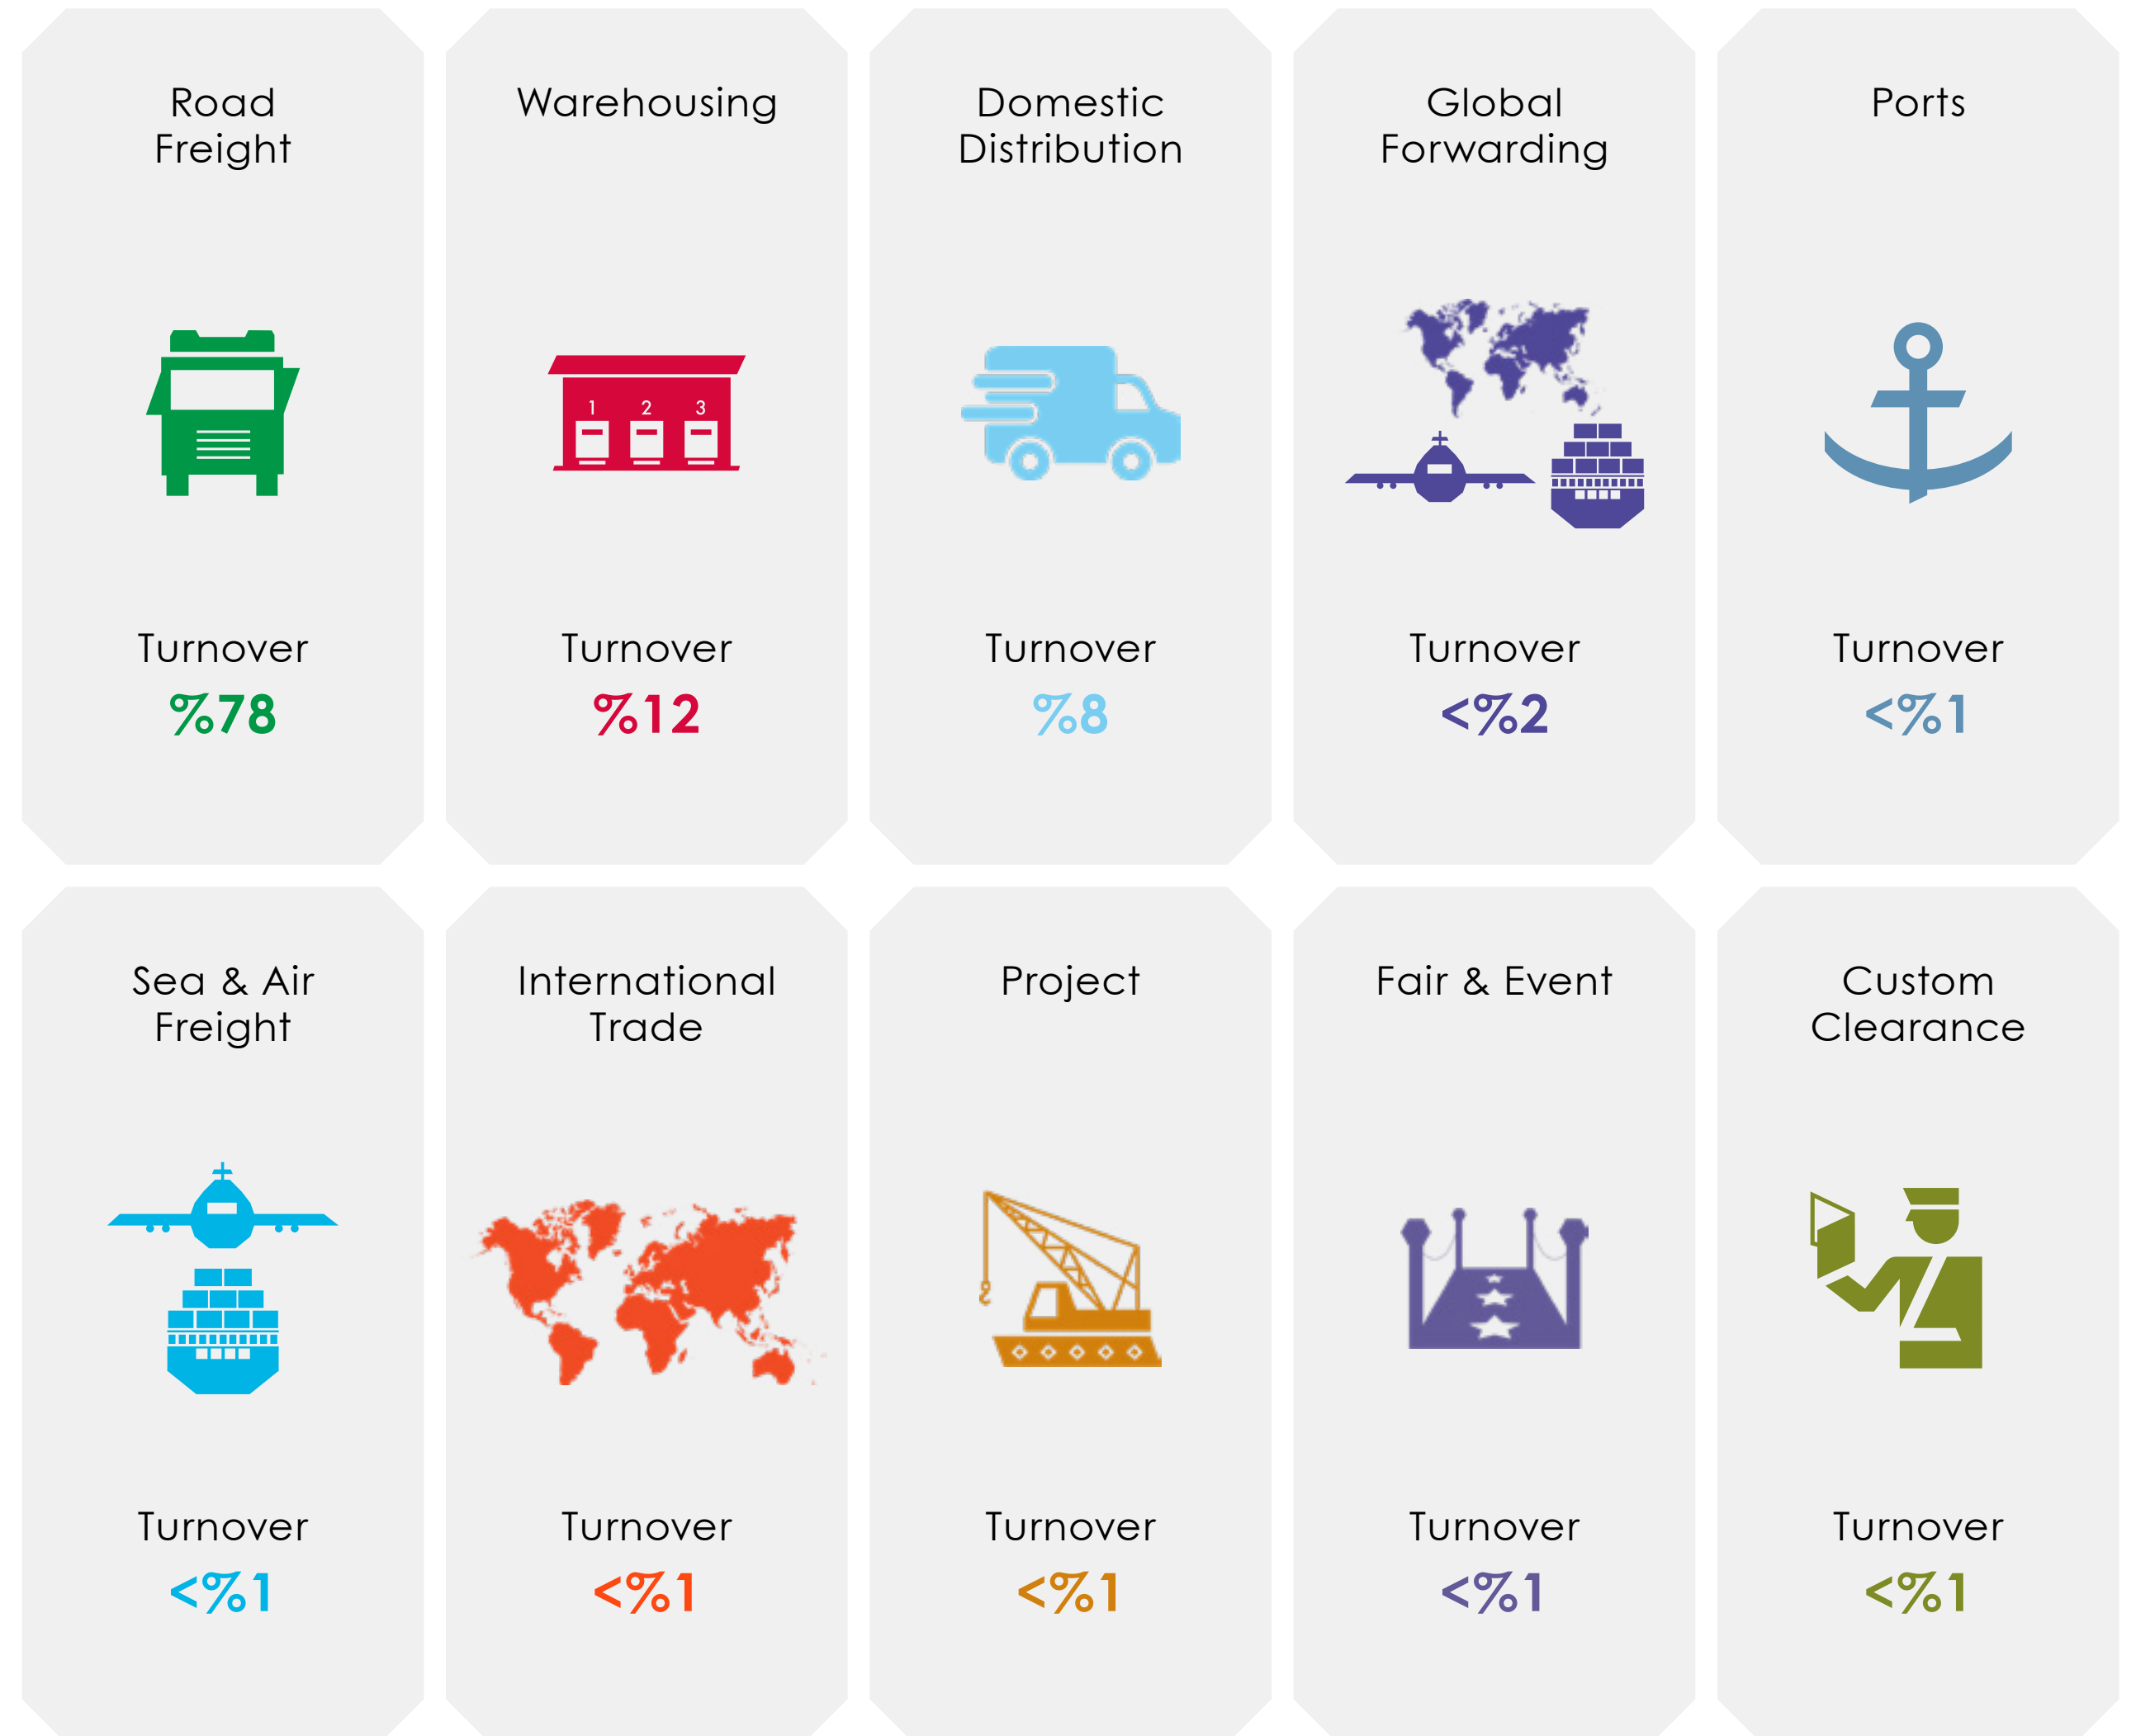 Road
Freight
Turnover
%78
Warehousing
1 2 3
Turnover
%12
Domestic
Distribution
Turnover
%8
Global
Forwarding
Turnover
<%2
Ports
Turnover
<%1
Sea & Air
Freight
Turnover
<%1
International
Trade
Turnover
<%1
Project
Turnover
<%1
Fair & Event
Turnover
<%1
Custom
Clearance
Turnover
<%1